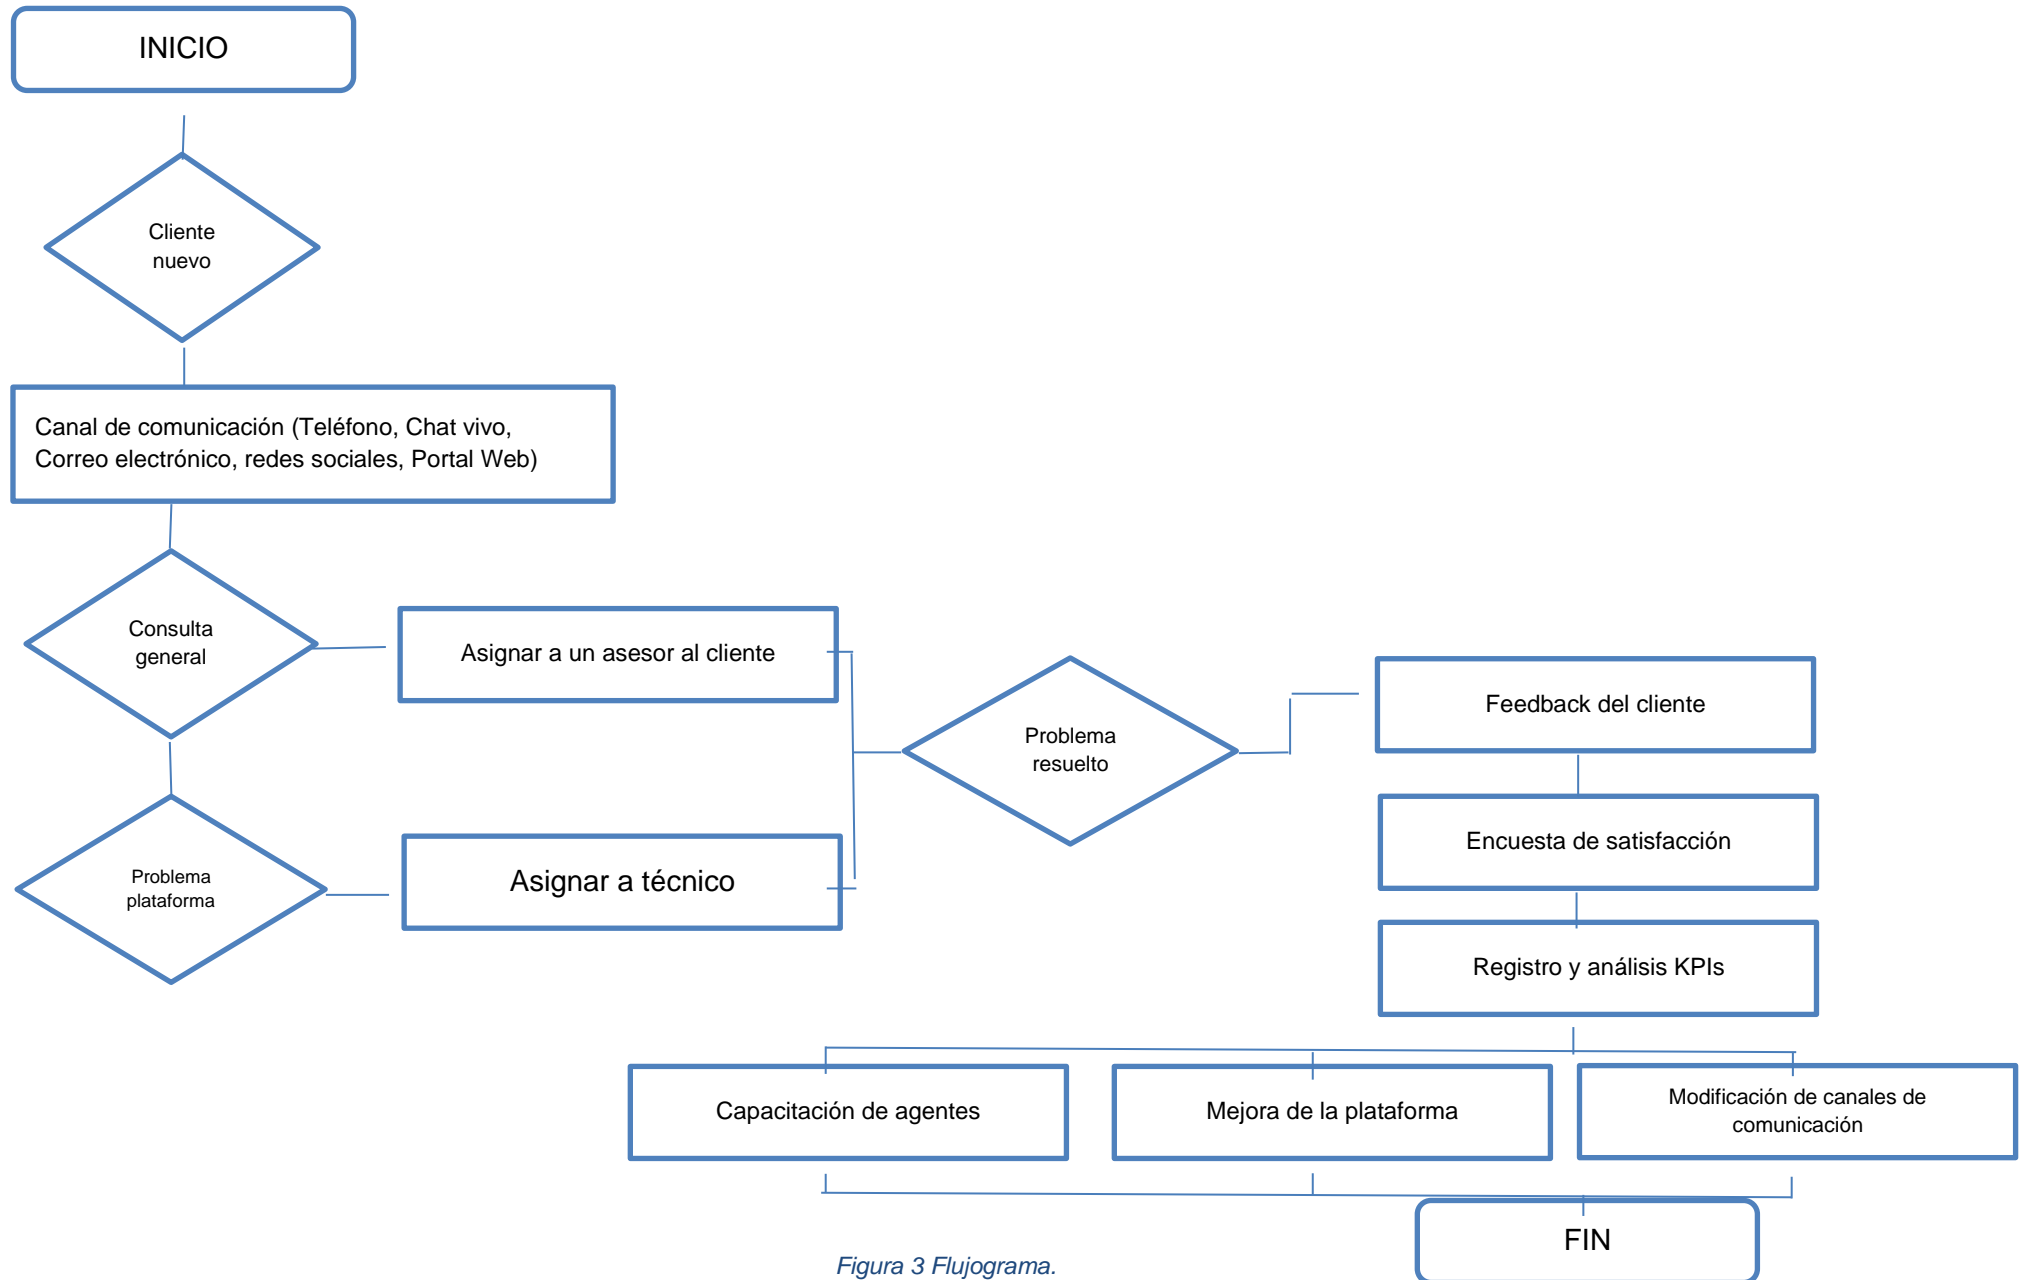 INICIO
Cliente
nuevo
Canal de comunicación (Teléfono, Chat vivo,
Correo electrónico, redes sociales, Portal Web)
Consulta
general
Asignar a un asesor al cliente
Problema
plataforma
Asignar a técnico
Problema
resuelto
Feedback del cliente
Encuesta de satisfacción
Registro y análisis KPIs
Capacitación de agentes
Mejora de la plataforma
Modificación de canales de
comunicación
FIN
Figura 3 Flujograma.